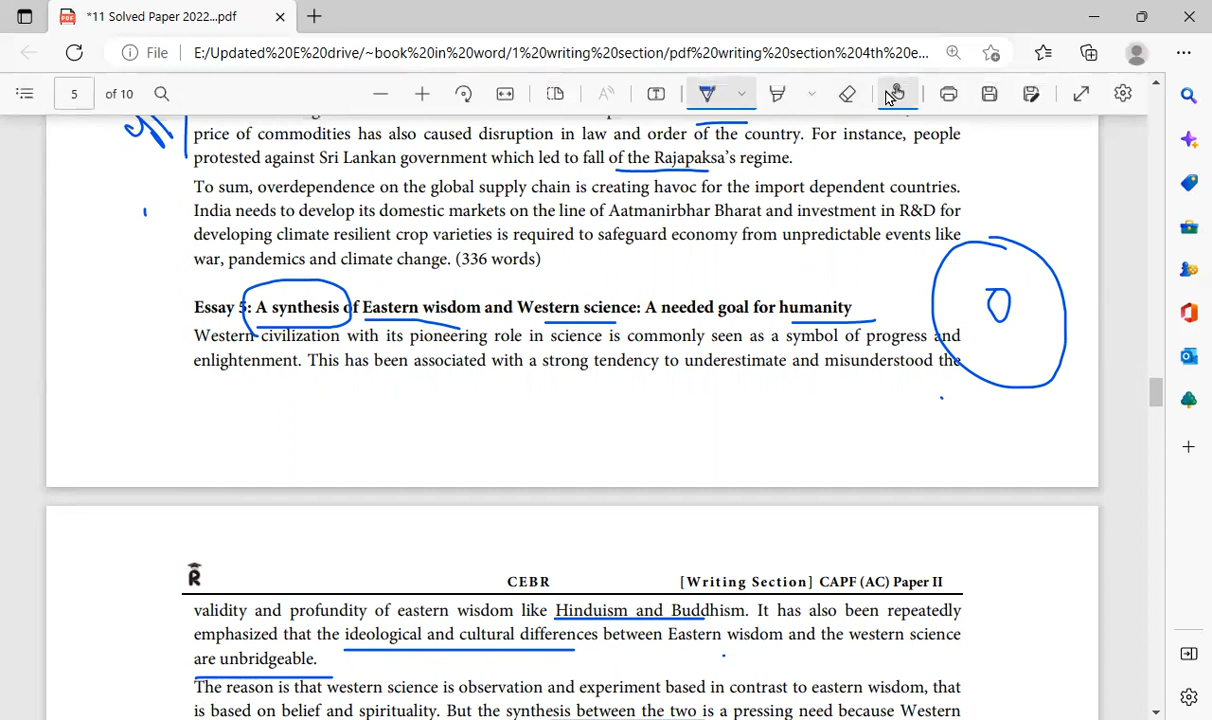 *11 Solved Paper 2022...pdf
File
E:/Updated%20E%20drive/~book%20in%20word/1%20writing%20section/pdf%20writing%20section%204th%20e...
5 of 10
price of commodities has also caused disruption in law and order of the country. For instance, people
protested against Sri Lankan government which led to fall of the Rajapaksa's regime.
To sum, overdependence on the global supply chain is creating havoc for the import dependent countries.
India needs to develop its domestic markets on the line of Aatmanirbhar Bharat and investment in R&D for
developing climate resilient crop varieties is required to safeguard economy from unpredictable events like
war, pandemics and climate change. (336 words)
Essay 5: A synthesis of Eastern wisdom and Western science: A needed goal for humanity
Western civilization with its pioneering role in science is commonly seen as a symbol of progress and
enlightenment. This has been associated with a strong tendency to underestimate and misunderstood the
CEBR [Writing Section] CAPF (AC) Paper II
validity and profundity of eastern wisdom like Hinduism and Buddhism. It has also been repeatedly
emphasized that the ideological and cultural differences between Eastern wisdom and the western science
are unbridgeable.
The reason is that western science is observation and experiment based in contrast to eastern wisdom, that
is based on belief and spirituality. But the synthesis between the two is a pressing need because Western